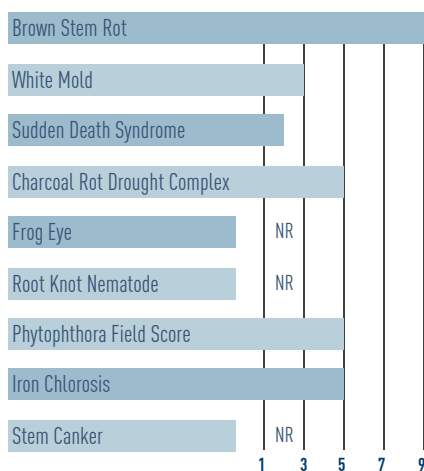 Brown Stem Rot
White Mold
Sudden Death Syndrome
Charcoal Rot Drought Complex
Frog Eye NR
Root Knot Nematode NR
Phytophthora Field Score
Iron Chlorosis
Stem Canker NR
1 3 5 7 9